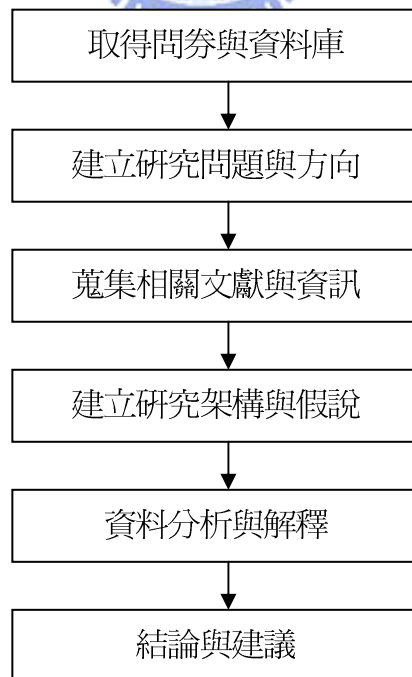 取得問券與資料庫
建立研究問題與方向
蒐集相關文獻與資訊
建立研究架構與假說
資料分析與解釋
結論與建議